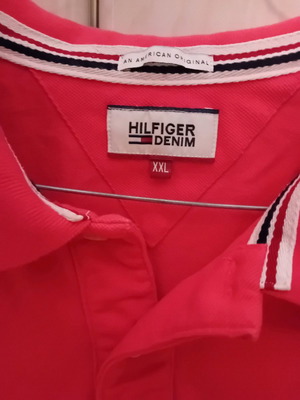 AN AMERICAN ORIGINAL
HILFIGER
DENIM
XXL